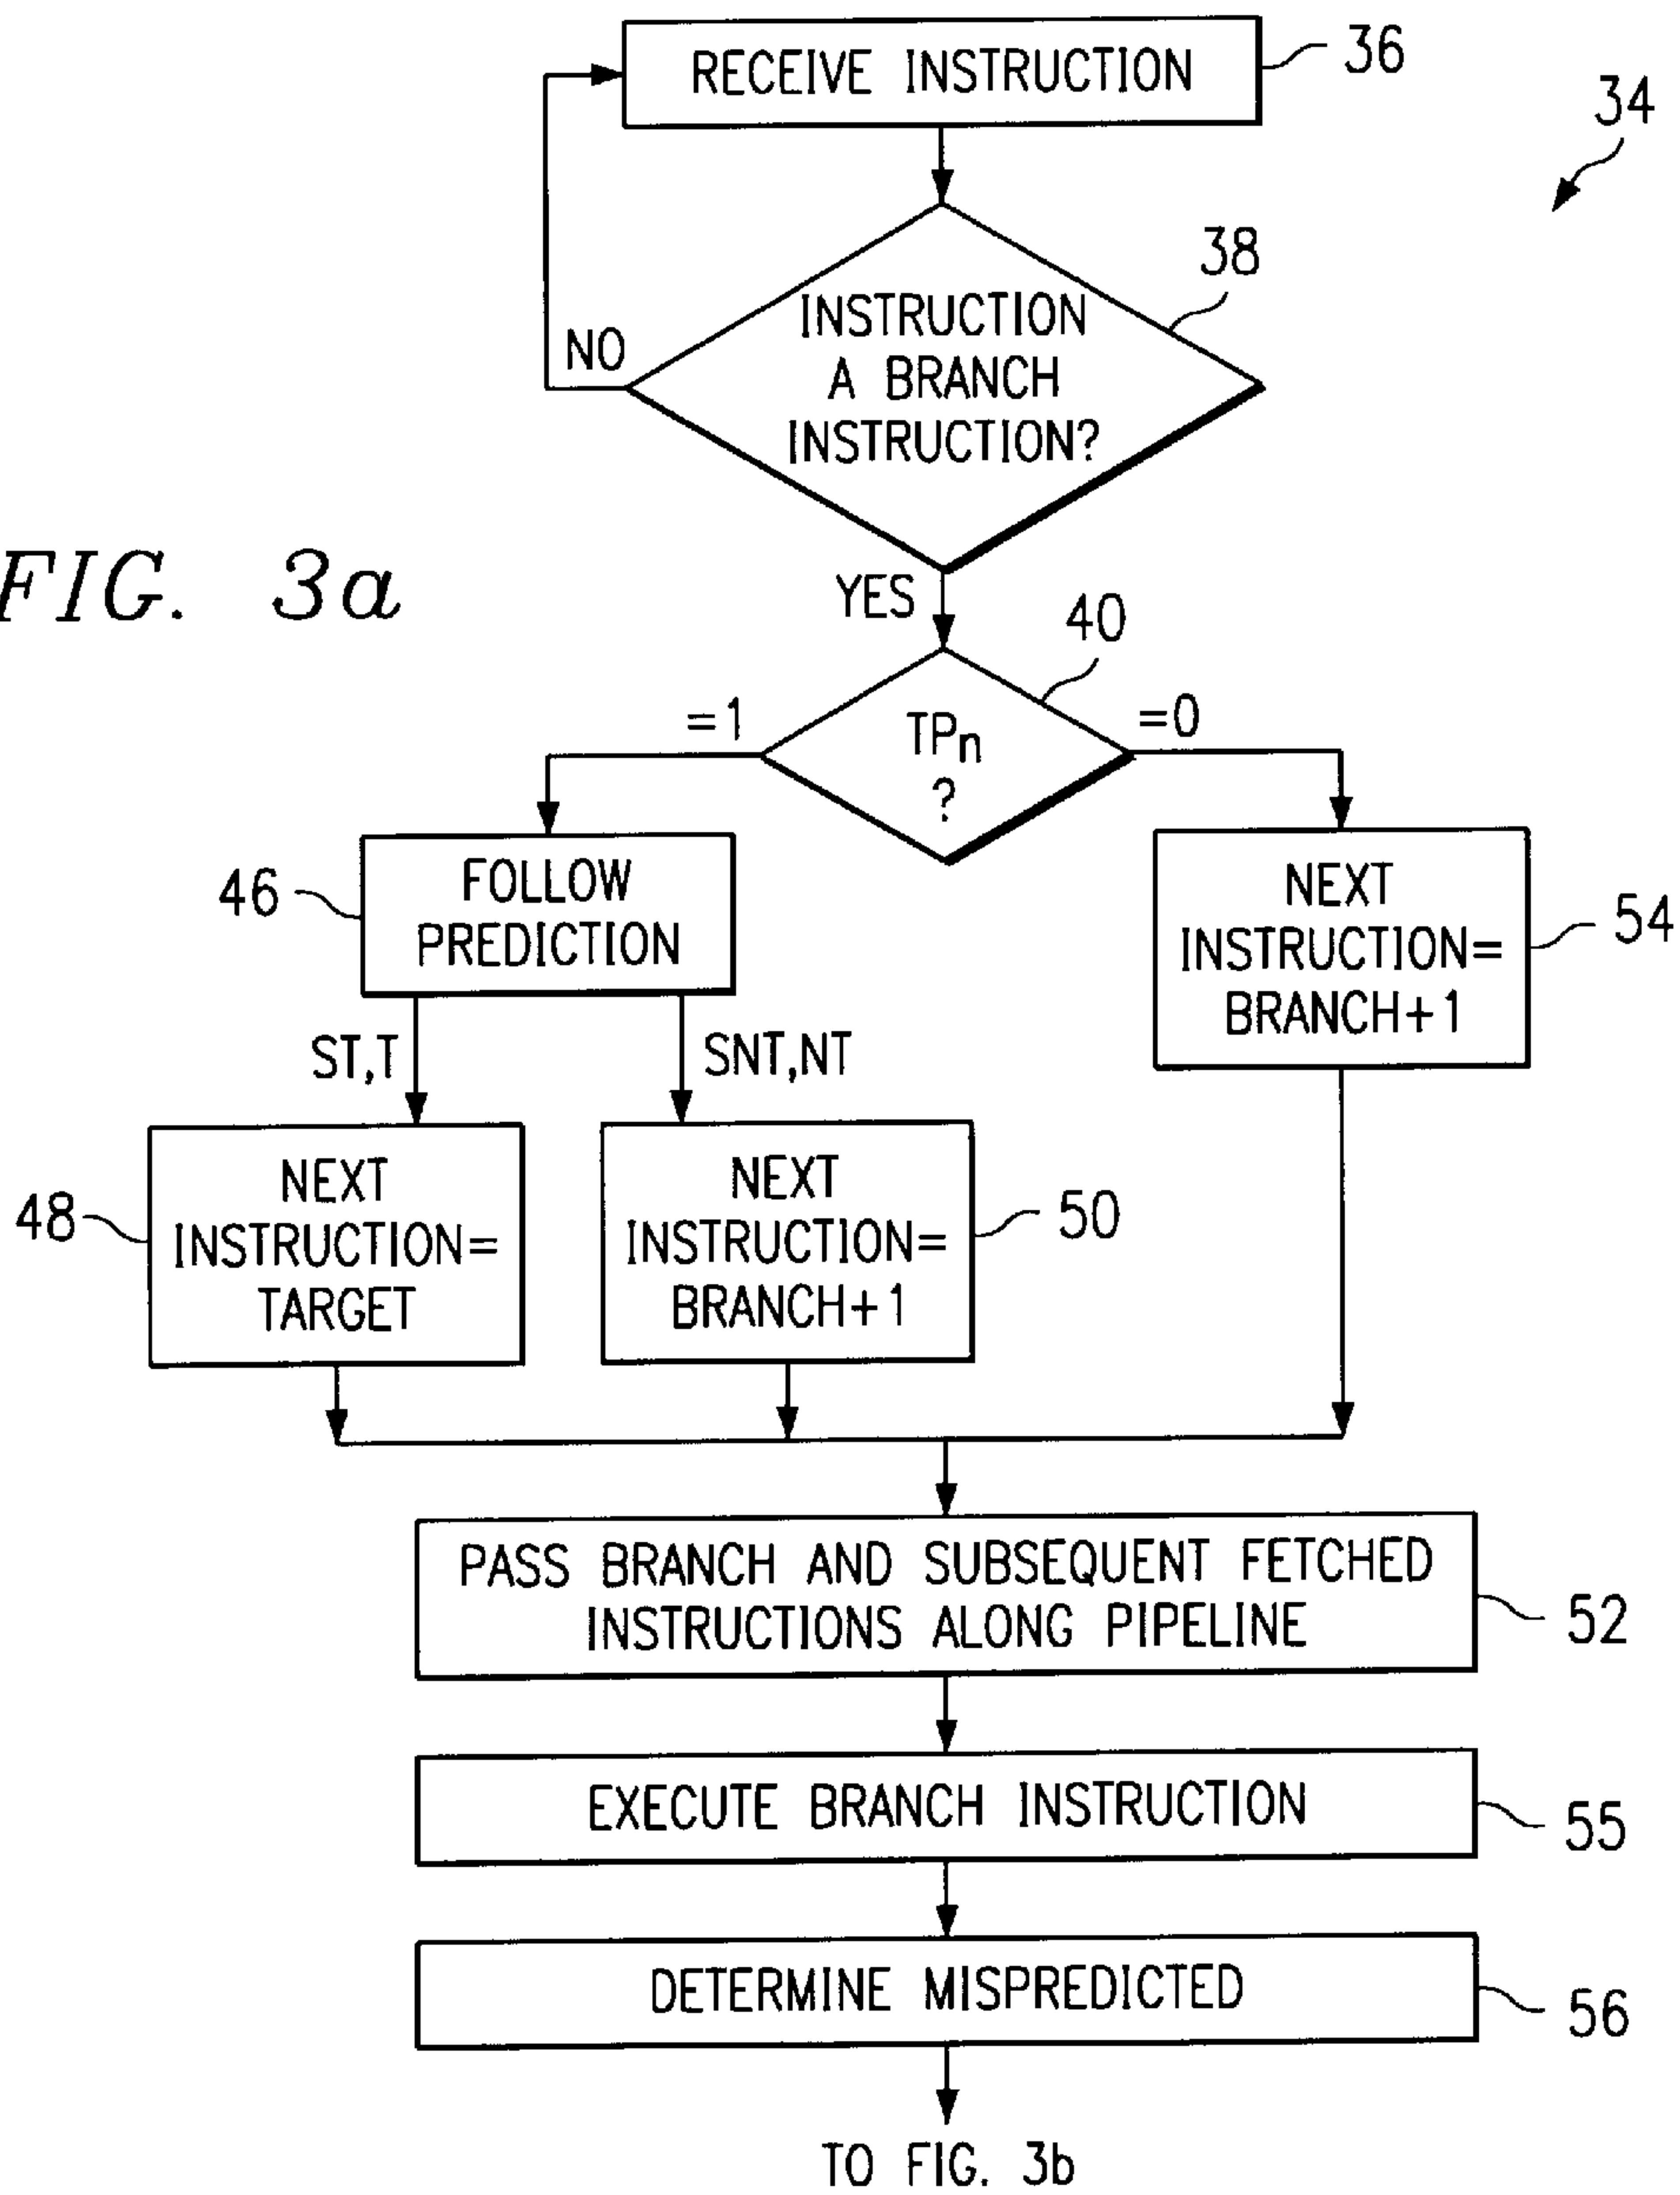 RECEIVE INSTRUCTION
36
34
38
INSTRUCTION
A BRANCH
INSTRUCTION?
NO
FIG. 3a
YES
40
=1
TPn
?
=0
46
FOLLOW
PREDICTION
NEXT
INSTRUCTION=
BRANCH+1
54
ST,T
SNT,NT
48
NEXT
INSTRUCTION=
TARGET
NEXT
INSTRUCTION=
BRANCH+1
50
PASS BRANCH AND SUBSEQUENT FETCHED
INSTRUCTIONS ALONG PIPELINE
52
EXECUTE BRANCH INSTRUCTION
55
DETERMINE MISPREDICTED
56
TO FIG. 3b